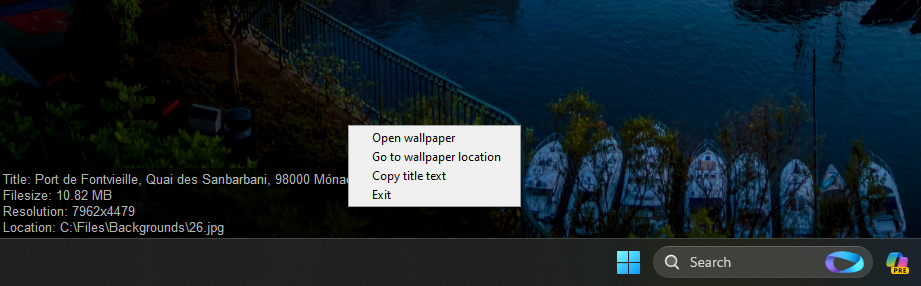 Open wallpaper
Go to wallpaper location
Copy title text
Exit
Title: Port de Fontvieille, Quai des Sanbarbani, 98000 Móna
Filesize: 10.82 MB
Resolution: 7962x4479
Location: C:\Files\Backgrounds\26.jpg
Search
PRE